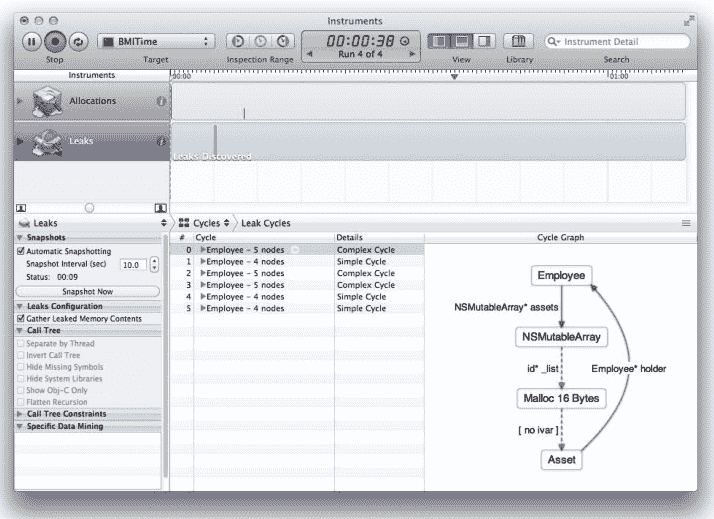 Instruments
BMITime
00:00:38
Run 4 of 4
Instrument Detail
Stop
Target
Inspection Range
View
Library
Search
Instruments
00:00
01:00
Allocations
Leaks
Leaks Discovered
Leaks
Cycles
Leak Cycles
Snapshots
Automatic Snapshotting
Snapshot Interval (sec) 10.0
Status: 00:09
Snapshot Now
Leaks Configuration
Gather Leaked Memory Contents
Call Tree
Separate by Thread
Invert Call Tree
Hide Missing Symbols
Hide System Libraries
Show Obj-C Only
Flatten Recursion
Call Tree Constraints
Specific Data Mining
# Cycle Details
0 Employee - 5 nodes Complex Cycle
1 Employee - 4 nodes Simple Cycle
2 Employee - 5 nodes Complex Cycle
3 Employee - 5 nodes Complex Cycle
4 Employee - 4 nodes Simple Cycle
5 Employee - 4 nodes Simple Cycle
Cycle Graph
Employee
NSMutableArray* assets
NSMutableArray
id* _list
Employee* holder
Malloc 16 Bytes
[ no ivar ]
Asset